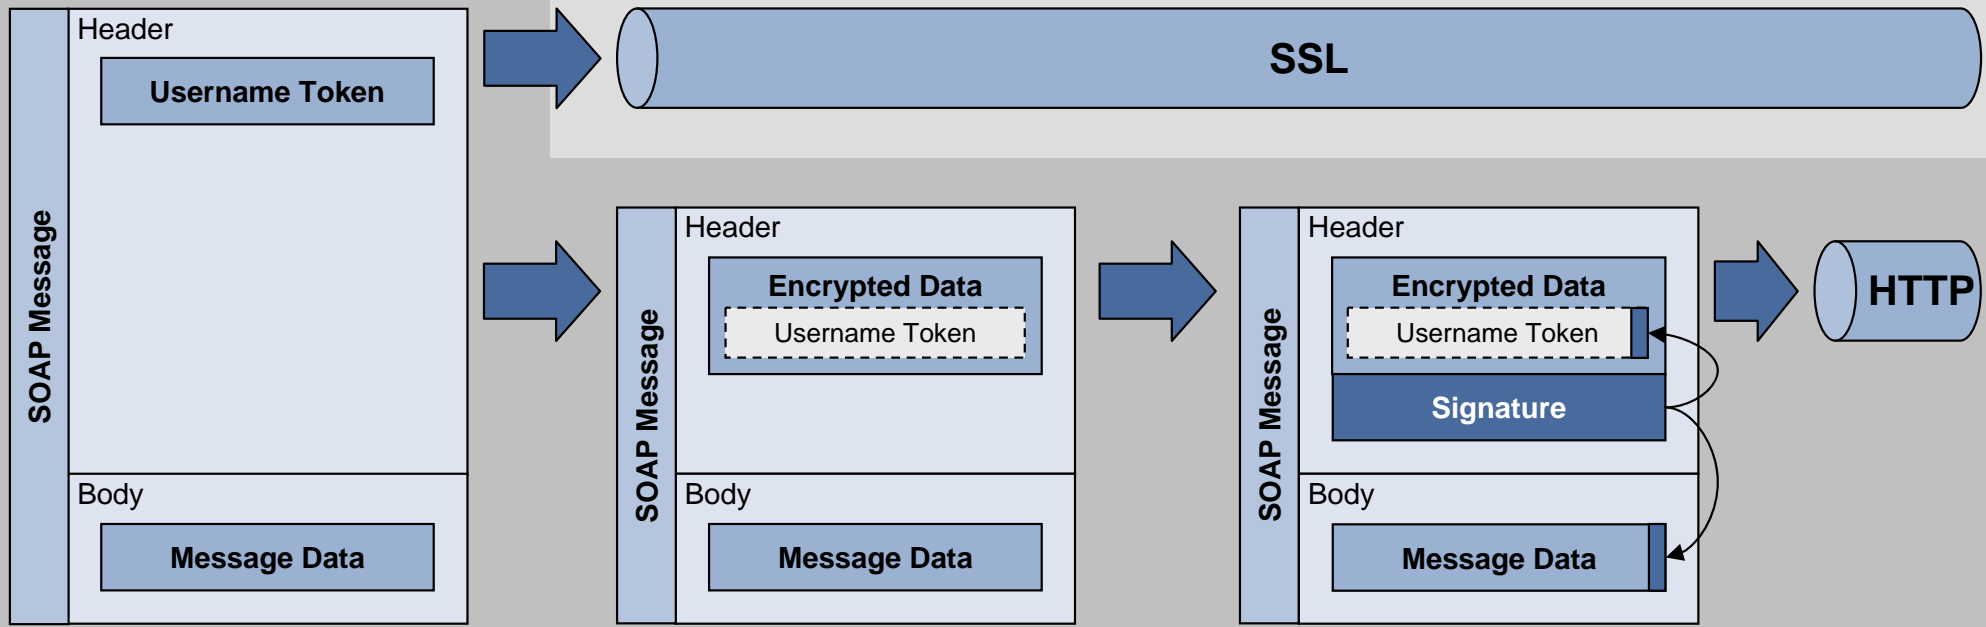 SOAP Message
Header
Username Token
Body
Message Data
SSL
SOAP Message
Header
Encrypted Data
Username Token
Body
Message Data
SOAP Message
Header
Encrypted Data
Username Token
Signature
Body
Message Data
HTTP